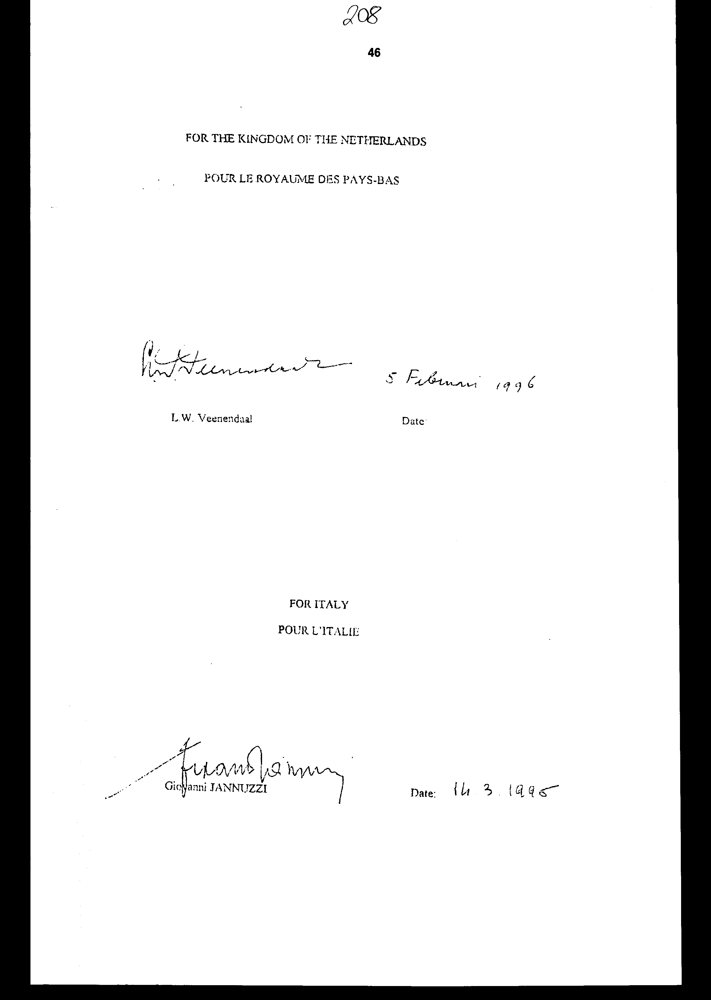 208
46
FOR THE KINGDOM OF THE NETHERLANDS
POUR LE ROYAUME DES PAYS-BAS
5 Februari 1996
L.W. Veenendaal
Date
FOR ITALY
POUR L'ITALIE
Giovanni JANNUZZI
Date: 14.3.1995